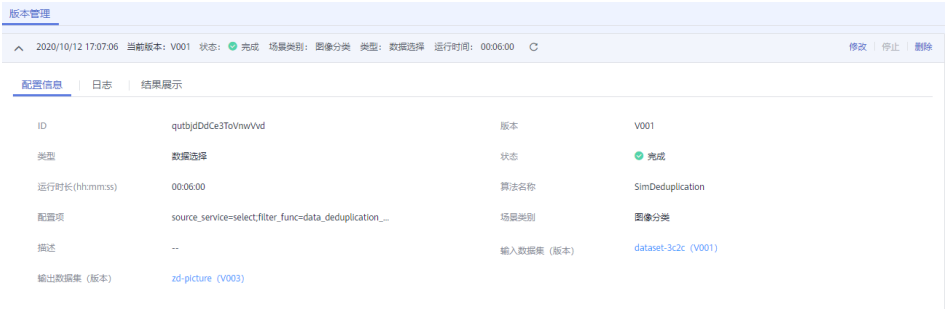 版本管理
2020/10/12 17:07:06 当前版本: V001 状态: 完成 场景类别: 图像分类 类型: 数据选择 运行时间: 00:06:00 修改 停止 删除
配置信息 日志 结果展示
ID qutbjdDdCe3ToVnwVvd 版本 V001
类型 数据选择 状态 完成
运行时长(hh:mm:ss) 00:06:00 算法名称 SimDeduplication
配置项 source_service=select;filter_func=data_deduplication_... 场景类别 图像分类
描述 -- 输入数据集（版本） dataset-3c2c（V001）
输出数据集（版本） zd-picture（V003）